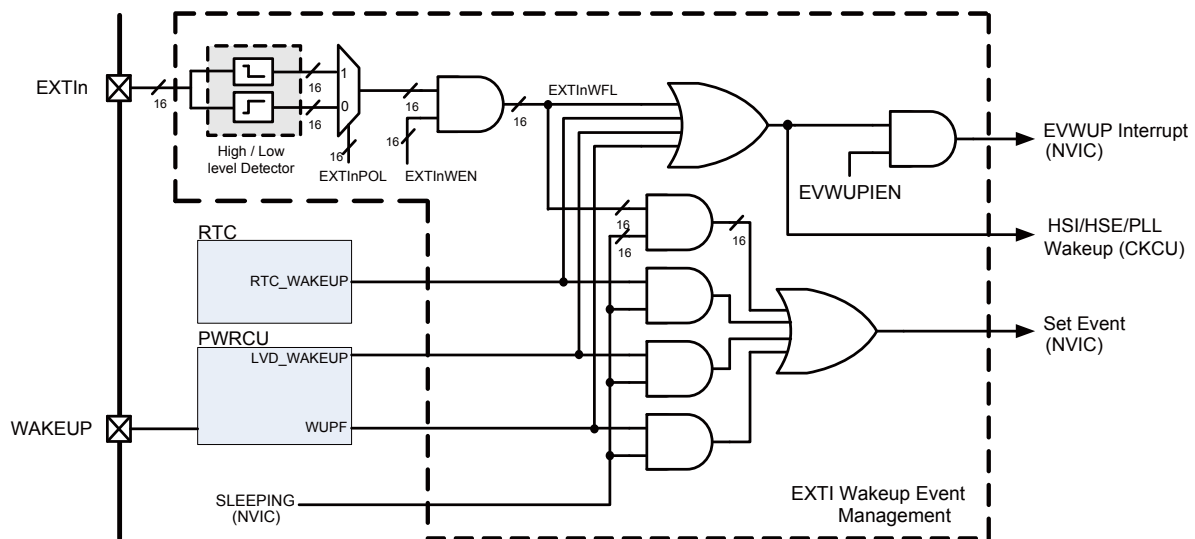 EXTIn
16
High / Low
level Detector
16
16
1
0
16
EXTInPOL
16
16
EXTInWEN
16
EXTInWFL
EVWUPIEN
EVWUP Interrupt
(NVIC)
HSI/HSE/PLL
Wakeup (CKCU)
16
16
16
RTC
RTC_WAKEUP
PWRCU
LVD_WAKEUP
WUPF
WAKEUP
Set Event
(NVIC)
SLEEPING
(NVIC)
EXTI Wakeup Event
Management